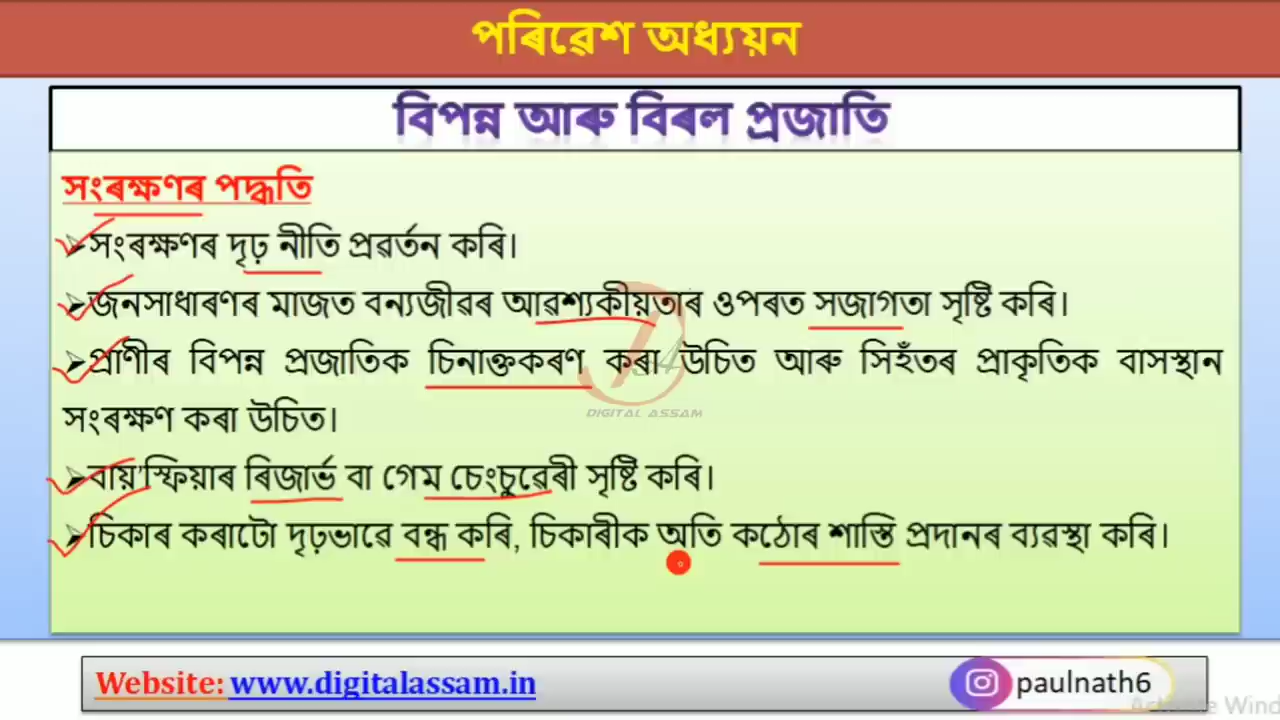 পৰিৱেশ অধ্যয়ন
বিপন্ন আৰু বিৰল প্ৰজাতি
সংৰক্ষণৰ পদ্ধতি
➢সংৰক্ষণৰ দৃঢ় নীতি প্ৰৱৰ্তন কৰি।
➢জনসাধাৰণৰ মাজত বন্যজীৱৰ আৱশ্যকীয়তাৰ ওপৰত সজাগতা সৃষ্টি কৰি।
➢প্ৰাণীৰ বিপন্ন প্ৰজাতিক চিনাক্তকৰণ কৰা উচিত আৰু সিহঁতৰ প্ৰাকৃতিক বাসস্থান
সংৰক্ষণ কৰা উচিত।
➢বায়'স্ফিয়াৰ ৰিজাৰ্ভ বা গেম চেংচুৱেৰী সৃষ্টি কৰি।
➢চিকাৰ কৰাটো দৃঢ়ভাৱে বন্ধ কৰি, চিকাৰীক অতি কঠোৰ শাস্তি প্ৰদানৰ ব্যৱস্থা কৰি।
DIGITAL ASSAM
Website: www.digitalassam.in
paulnath6
Activate Wind